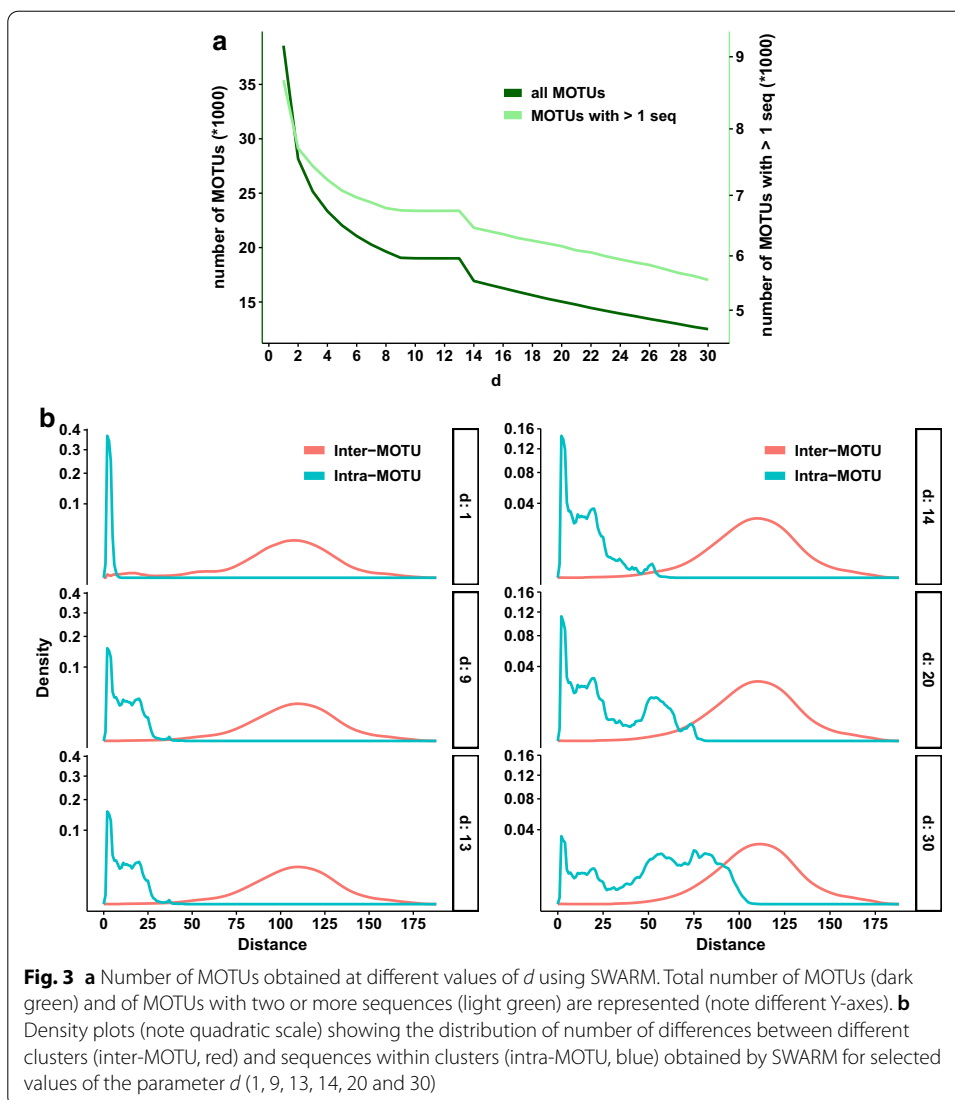 a
number of MOTUs (*1000)
35
30
25
20
15
all MOTUs
MOTUs with > 1 seq
9
8
7
6
5
number of MOTUs with > 1 seq (*1000)
0 2 4 6 8 10 12 14 16 18 20 22 24 26 28 30
d
b
Density
0.4
0.3
0.2
0.1
Inter−MOTU
Intra−MOTU
d: 1
0.16
0.12
0.08
0.04
Inter−MOTU
Intra−MOTU
d: 14
0.4
0.3
0.2
0.1
d: 9
0.16
0.12
0.08
0.04
d: 20
0.4
0.3
0.2
0.1
d: 13
0.16
0.12
0.08
0.04
d: 30
0 25 50 75 100 125 150 175
Distance
0 25 50 75 100 125 150 175
Distance
Fig. 3 a Number of MOTUs obtained at different values of d using SWARM. Total number of MOTUs (dark
green) and of MOTUs with two or more sequences (light green) are represented (note different Y-axes). b
Density plots (note quadratic scale) showing the distribution of number of differences between different
clusters (inter-MOTU, red) and sequences within clusters (intra-MOTU, blue) obtained by SWARM for selected
values of the parameter d (1, 9, 13, 14, 20 and 30)